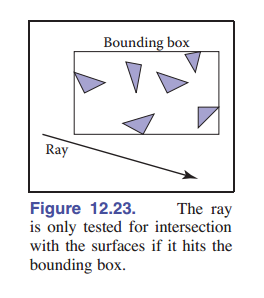 Bounding box
Ray
Figure 12.23. The ray
is only tested for intersection
with the surfaces if it hits the
bounding box.